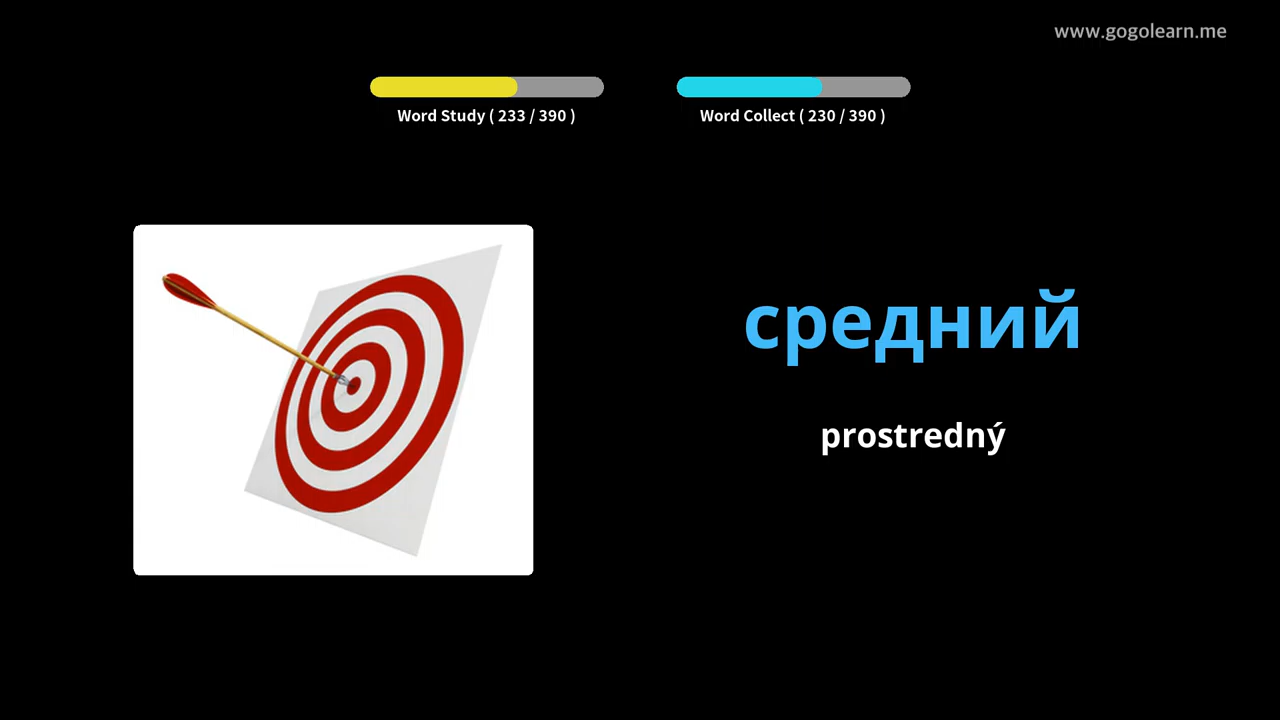 www.gogolearn.me
Word Study ( 233 / 390 )
Word Collect ( 230 / 390 )
средний
prostredný